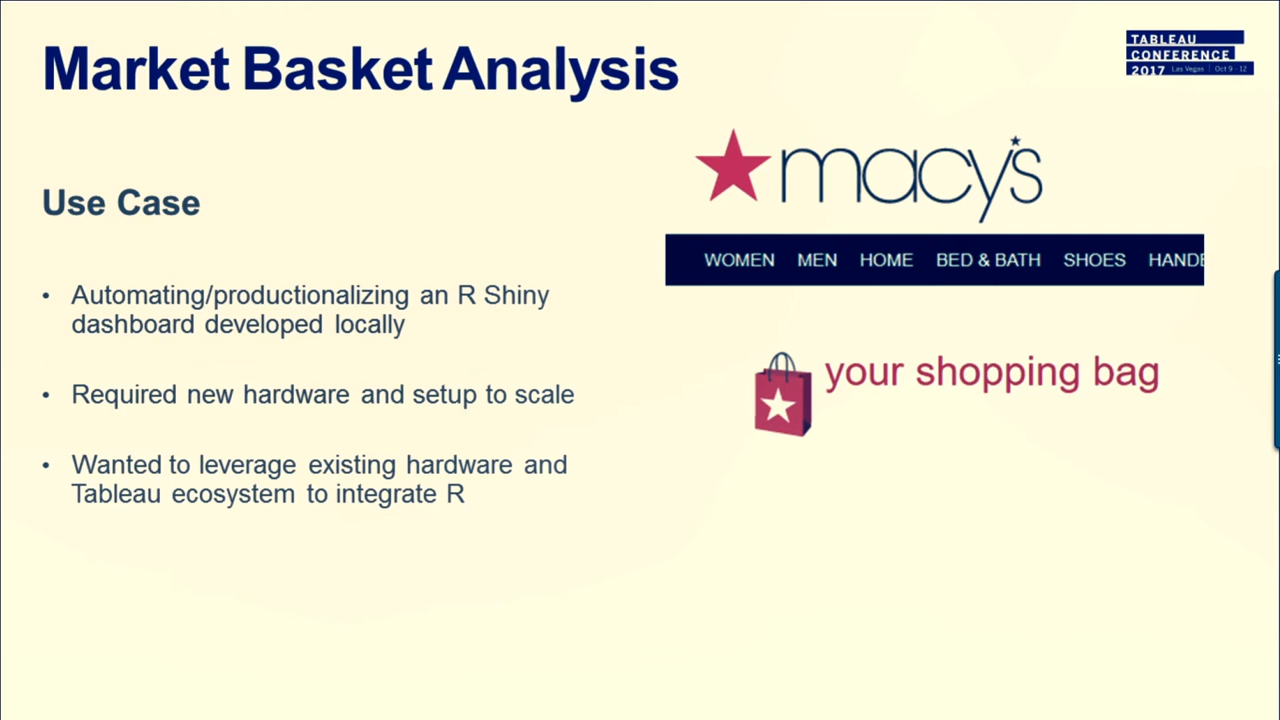 Market Basket Analysis
TABLEAU
CONFERENCE
2017 Las Vegas | Oct 9 - 12
macy's
Use Case
WOMEN MEN HOME BED & BATH SHOES HANDE
• Automating/productionalizing an R Shiny
dashboard developed locally
your shopping bag
• Required new hardware and setup to scale
• Wanted to leverage existing hardware and
Tableau ecosystem to integrate R